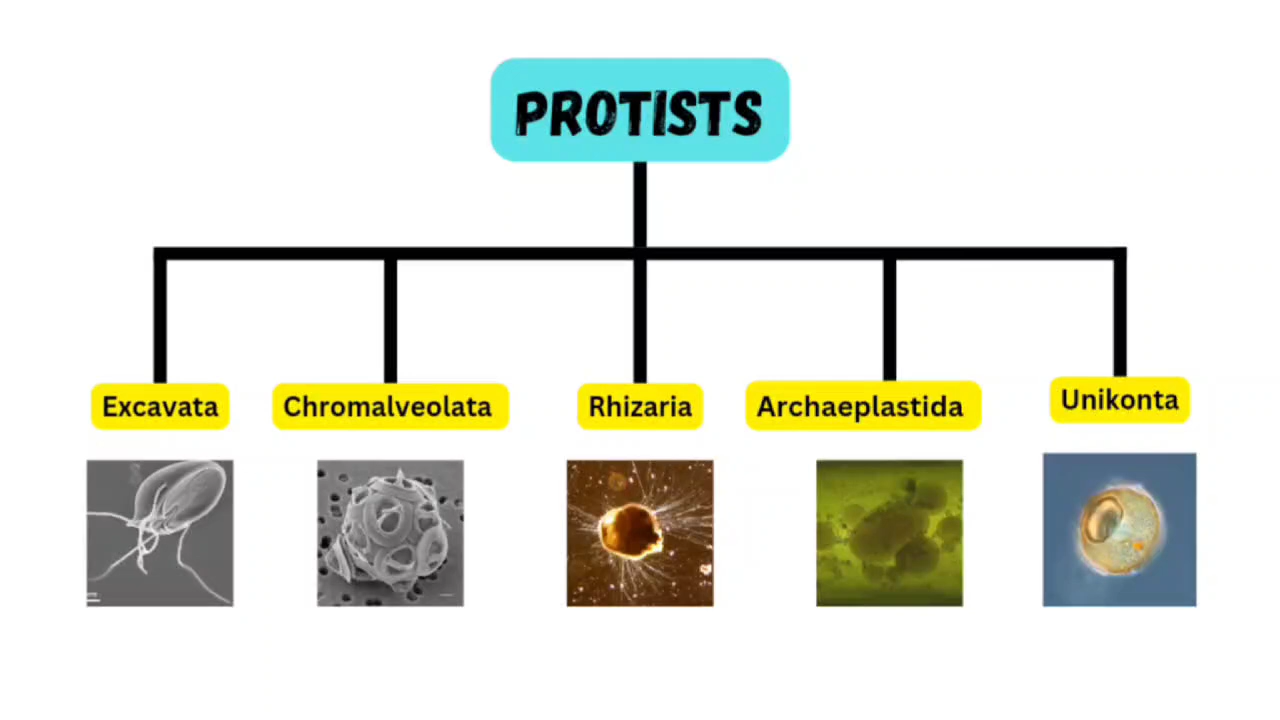 PROTISTS
Excavata
Chromalveolata
Rhizaria
Archaeplastida
Unikonta